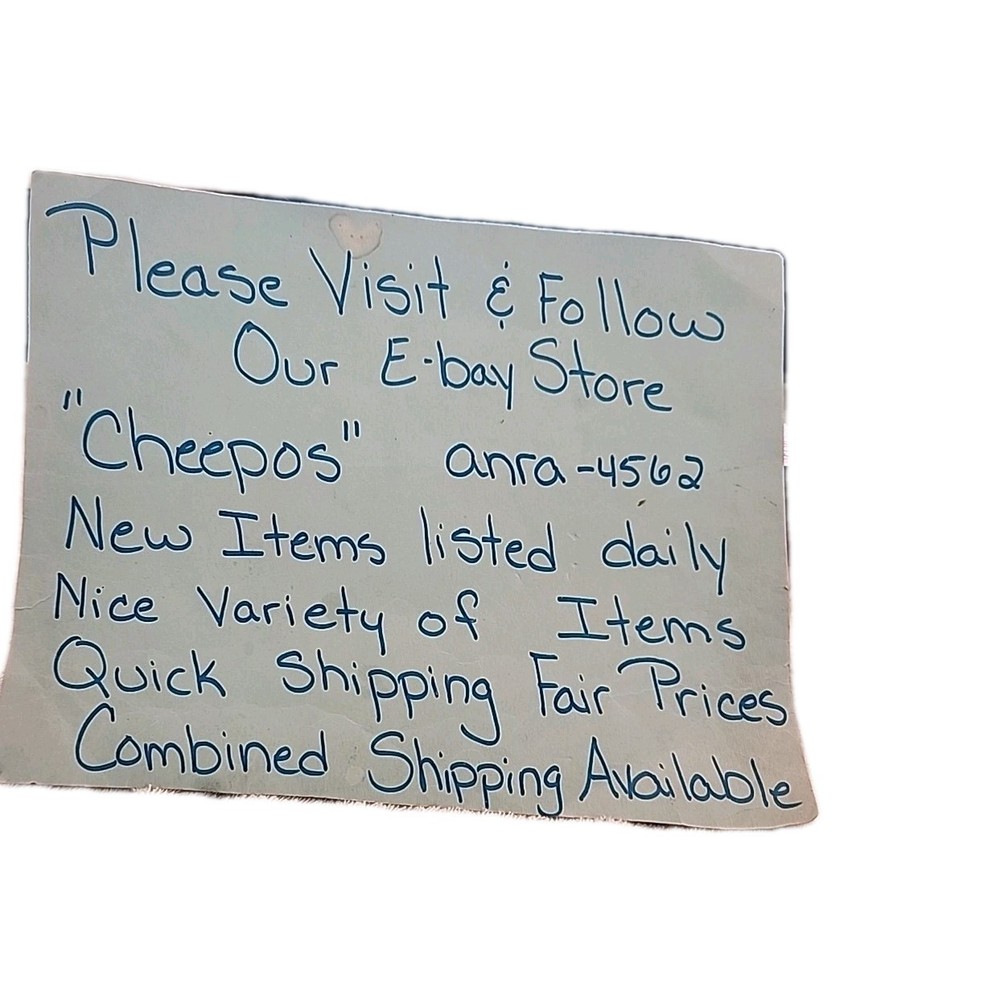 Please Visit & Follow
Our E-bay Store
"Cheepos" anra-4562
New Items listed daily
Nice Variety of Items
Quick Shipping Fair Prices
Combined Shipping Available